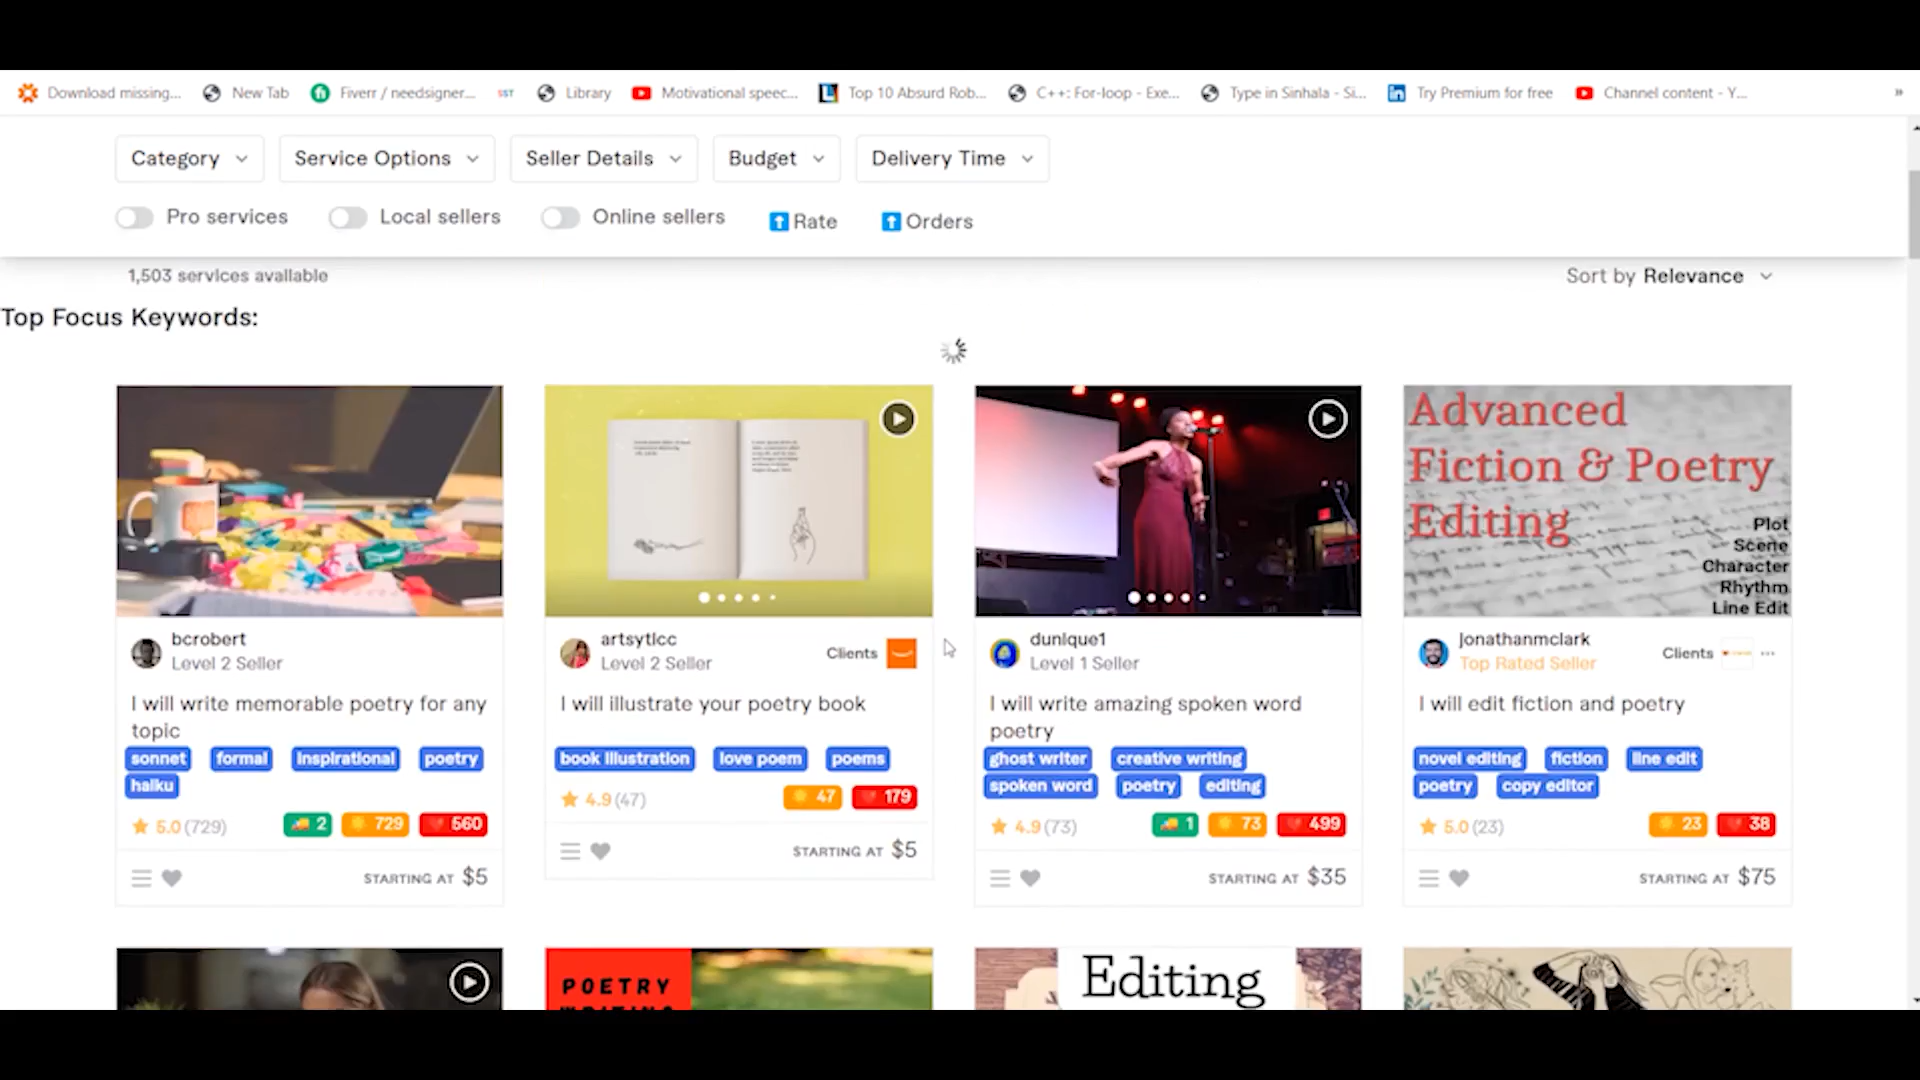 Download missing...
New Tab
Fiverr / needsigner...
SST
Library
Motivational speec...
Top 10 Absurd Rob...
C++: For-loop - Exe...
Type in Sinhala - Si...
Try Premium for free
Channel content - Y...
»
Category
Service Options
Seller Details
Budget
Delivery Time
Pro services
Local sellers
Online sellers
Rate
Orders
1,503 services available
Sort by Relevance
Top Focus Keywords:
bcrobert
Level 2 Seller
I will write memorable poetry for any
topic
sonnet formal inspirational poetry
haiku
5.0 (729) 2 729 560
STARTING AT $5
artsyticc
Level 2 Seller
Clients
I will illustrate your poetry book
book illustration love poem poems
4.9 (47) 47 179
STARTING AT $5
dunique1
Level 1 Seller
I will write amazing spoken word
poetry
ghost writer creative writing
spoken word poetry editing
4.9 (73) 1 73 499
STARTING AT $35
Advanced
Fiction & Poetry
Editing
Plot
Scene
Character
Rhythm
Line Edit
jonathanmclark
Top Rated Seller
Clients
I will edit fiction and poetry
novel editing fiction line edit
poetry copy editor
5.0 (23) 23 38
STARTING AT $75
POETRY
WRITING
Editing